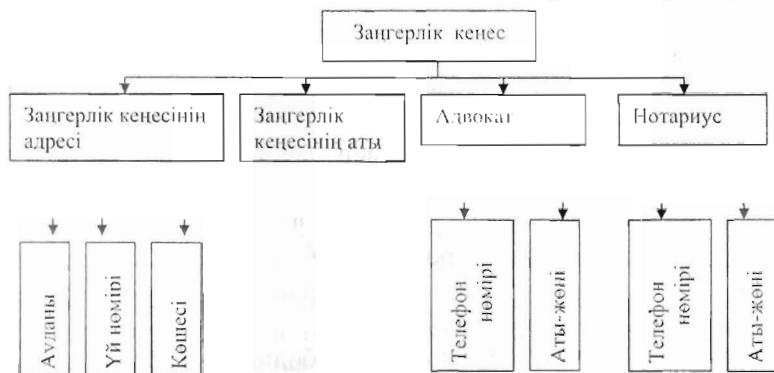 Заңгерлік кеңес
Заңгерлік кеңесінің
адресі
Заңгерлік
кеңесінің аты
Адвокат
Нотариус
Ауданы
Үй нөмірі
Көшесі
Телефон
нөмірі
Аты-жөні
Телефон
нөмірі
Аты-жөні